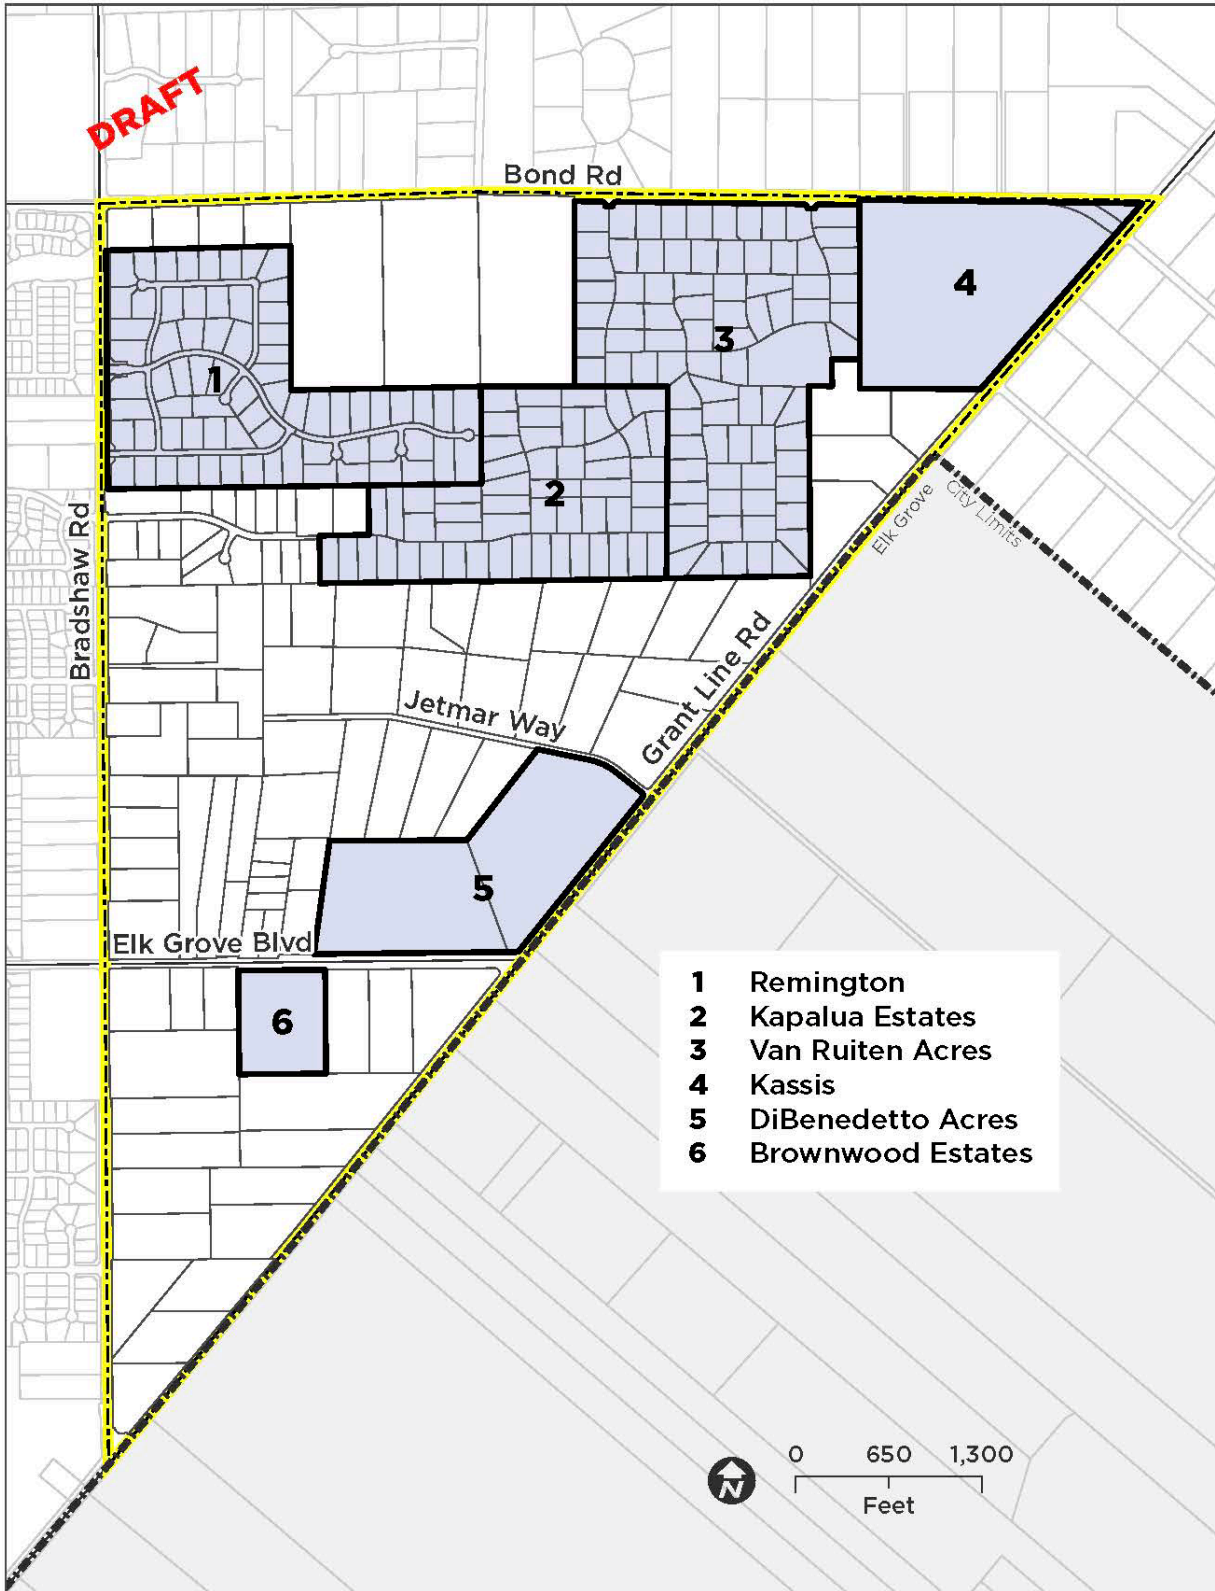 DRAFT
Bond Rd
4
3
1
2
Bradshaw Rd
Elk Grove
City Limits
Grant Line Rd
Jetmar Way
5
Elk Grove Blvd
6
1 Remington
2 Kapalua Estates
3 Van Ruiten Acres
4 Kassis
5 DiBenedetto Acres
6 Brownwood Estates
N
0 650 1,300
Feet